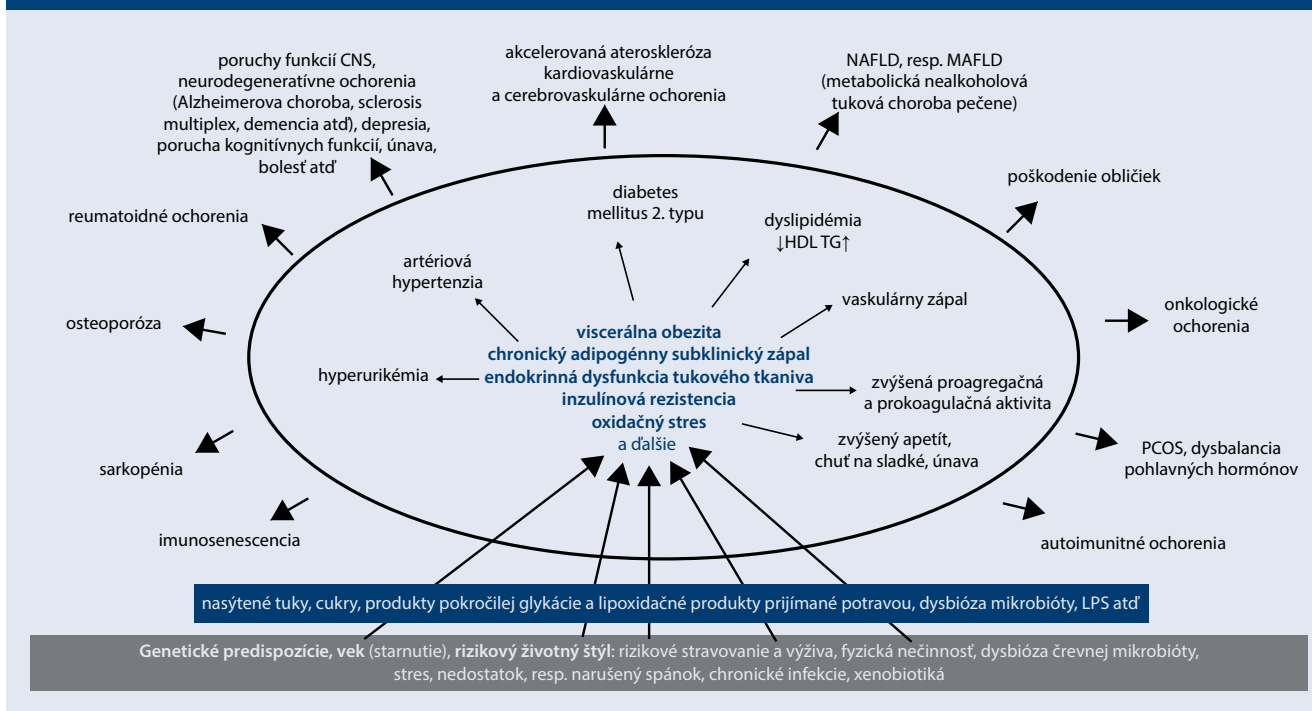 poruchy funkcií CNS,
neurodegeneratívne ochorenia
(Alzheimerova choroba, sclerosis
multiplex, demencia atď), depresia,
porucha kognitívnych funkcií, únava,
bolesť atď
akcelerovaná ateroskleróza
kardiovaskulárne
a cerebrovaskulárne ochorenia
NAFLD, resp. MAFLD
(metabolická nealkoholová
tuková choroba pečene)
poškodenie obličiek
reumatoidné ochorenia
diabetes
mellitus 2. typu
dyslipidémia
↓HDL TG↑
artériová
hypertenzia
vaskulárny zápal
onkologické
ochorenia
osteoporóza
viscerálna obezita
chronický adipogénny subklinický zápal
endokrinná dysfunkcia tukového tkaniva
inzulínová rezistencia
oxidačný stres
a ďalšie
hyperurikémia
zvýšená proagregačná
a prokoagulačná aktivita
zvýšený apetít,
chuť na sladké, únava
sarkopénia
PCOS, dysbalancia
pohlavných hormónov
imunosenescencia
autoimunitné ochorenia
nasýtené tuky, cukry, produkty pokročilej glykácie a lipoxidačné produkty prijímané potravou, dysbióza mikrobióty, LPS atď
Genetické predispozície, vek (starnutie), rizikový životný štýl: rizikové stravovanie a výživa, fyzická nečinnosť, dysbióza črevnej mikrobióty,
stres, nedostatok, resp. narušený spánok, chronické infekcie, xenobiotiká